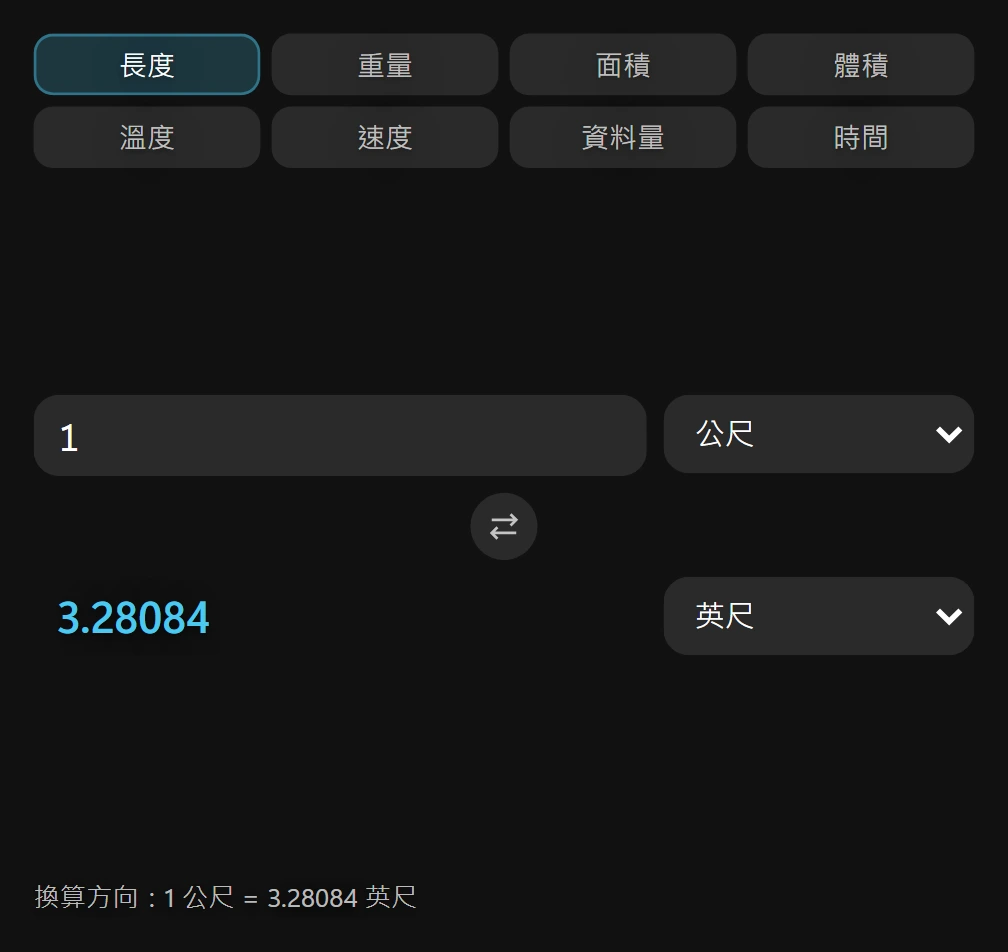 長度 重量 面積 體積
溫度 速度 資料量 時間
1 公尺
3.28084 英尺
換算方向：1 公尺 = 3.28084 英尺